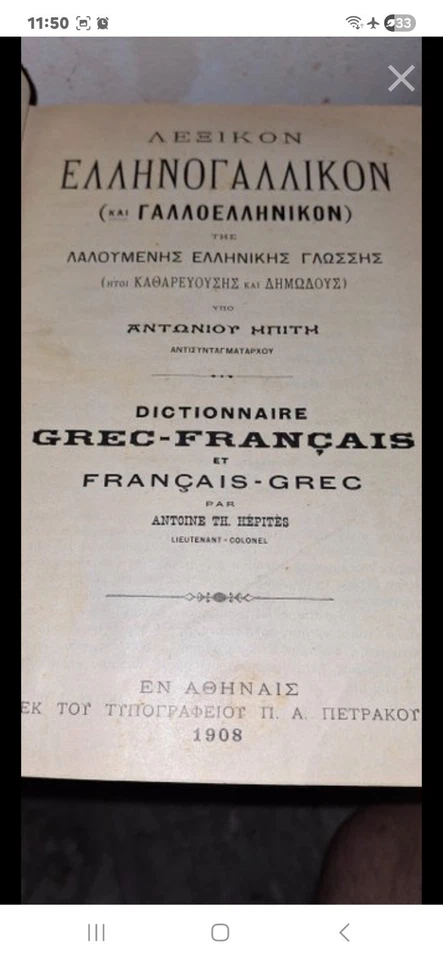 11:50
33
ΛΕΞΙΚΟΝ
ΕΛΛΗΝΟΓΑΛΛΙΚΟΝ
(ΚΑΙ ΓΑΛΛΟΕΛΛΗΝΙΚΟΝ)
ΤΗΣ
ΛΑΛΟΥΜΕΝΗΣ ΕΛΛΗΝΙΚΗΣ ΓΛΩΣΣΗΣ
(ΗΤΟΙ ΚΑΘΑΡΕΥΟΥΣΗΣ ΚΑΙ ΔΗΜΩΔΟΥΣ)
ΥΠΟ
ΑΝΤΩΝΙΟΥ ΗΠΙΤΗ
ΑΝΤΙΣΥΝΤΑΓΜΑΤΑΡΧΟΥ
DICTIONNAIRE
GREC-FRANÇAIS
ET
FRANÇAIS-GREC
PAR
ANTOINE TH. HÉPITÈS
LIEUTENANT-COLONEL
ΕΝ ΑΘΗΝΑΙΣ
ΕΚ ΤΟΥ ΤΥΠΟΓΡΑΦΕΙΟΥ Π. Α. ΠΕΤΡΑΚΟΥ
1908